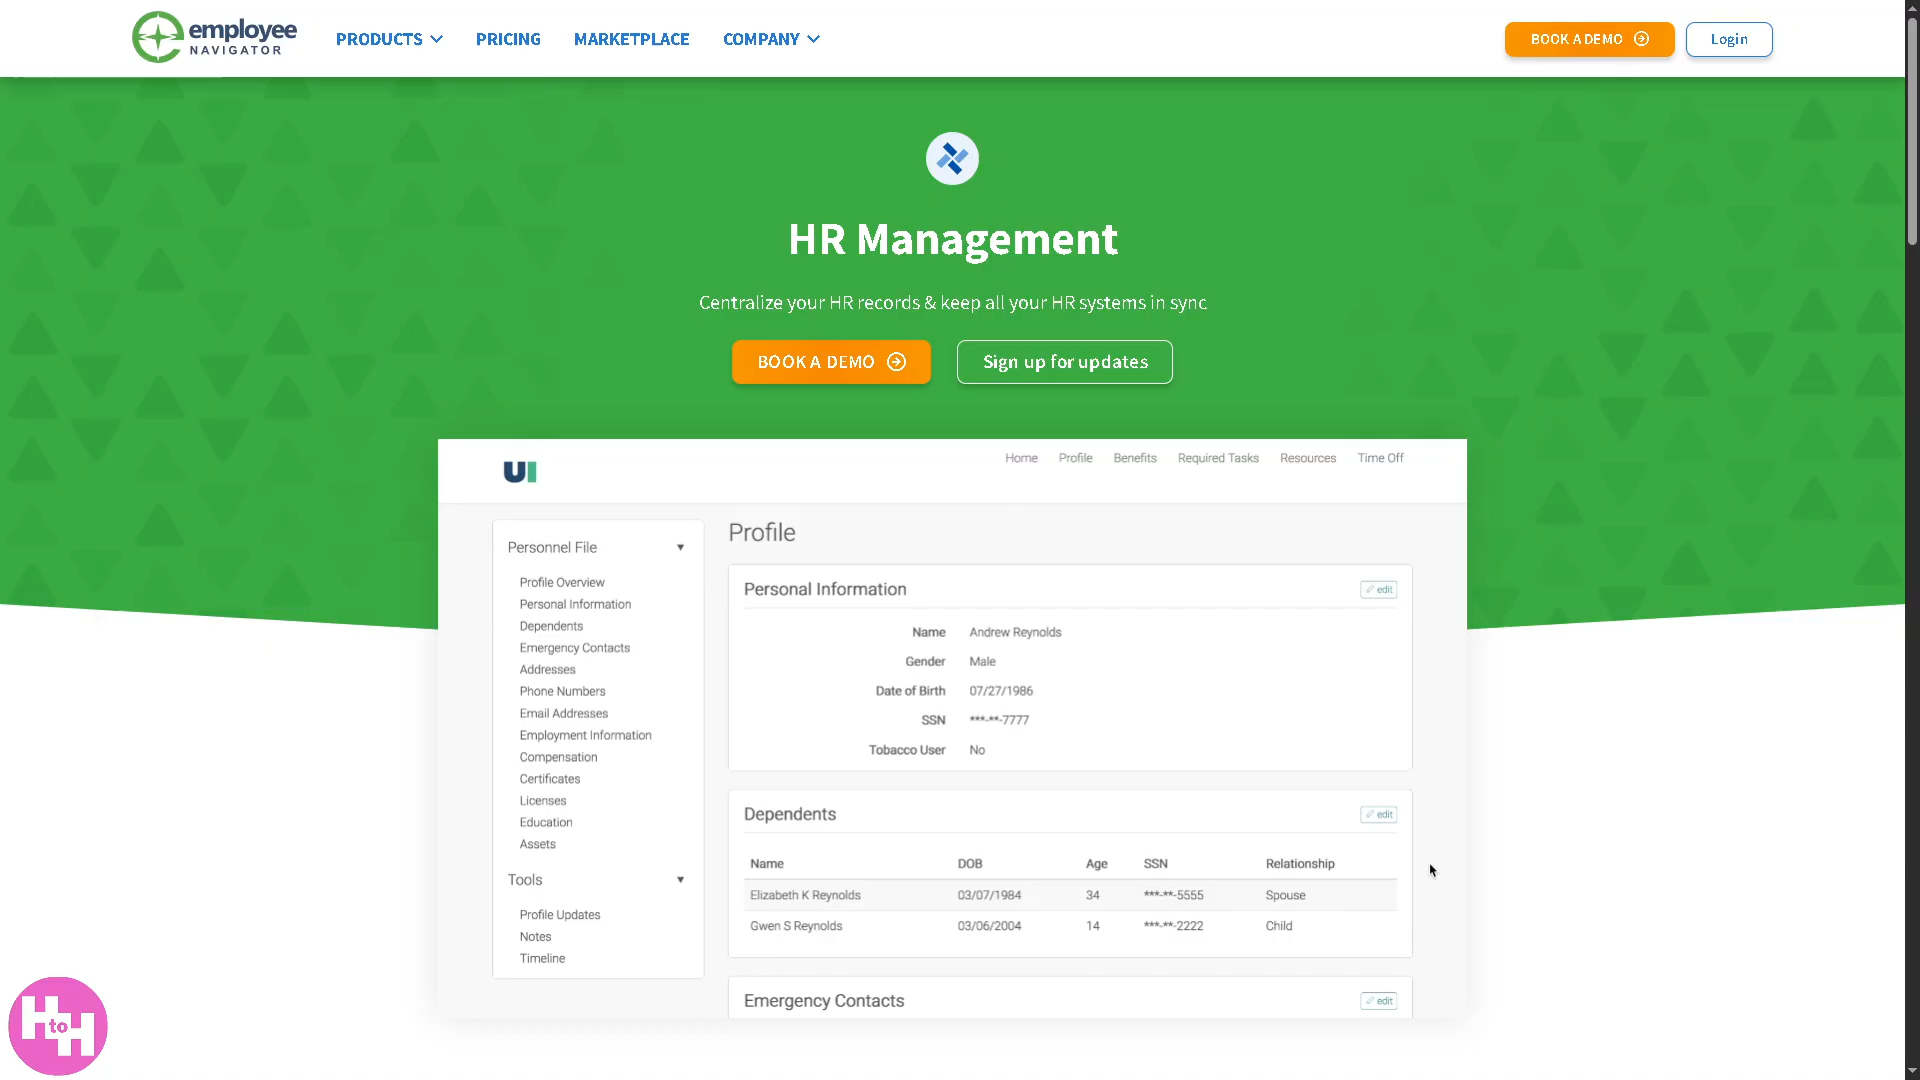 employee
NAVIGATOR
PRODUCTS
PRICING
MARKETPLACE
COMPANY
BOOK A DEMO
Login
HR Management
Centralize your HR records & keep all your HR systems in sync
BOOK A DEMO
Sign up for updates
UI
Home Profile Benefits Required Tasks Resources Time Off
Personnel File
Profile Overview
Personal Information
Dependents
Emergency Contacts
Addresses
Phone Numbers
Email Addresses
Employment Information
Compensation
Certificates
Licenses
Education
Assets
Tools
Profile Updates
Notes
Timeline
Profile
Personal Information edit
Name Andrew Reynolds
Gender Male
Date of Birth 07/27/1986
SSN ***-**-7777
Tobacco User No
Dependents edit
Name DOB Age SSN Relationship
Elizabeth K Reynolds 03/07/1984 34 ***-**-5555 Spouse
Gwen S Reynolds 03/06/2004 14 ***-**-2222 Child
Emergency Contacts edit
H to H